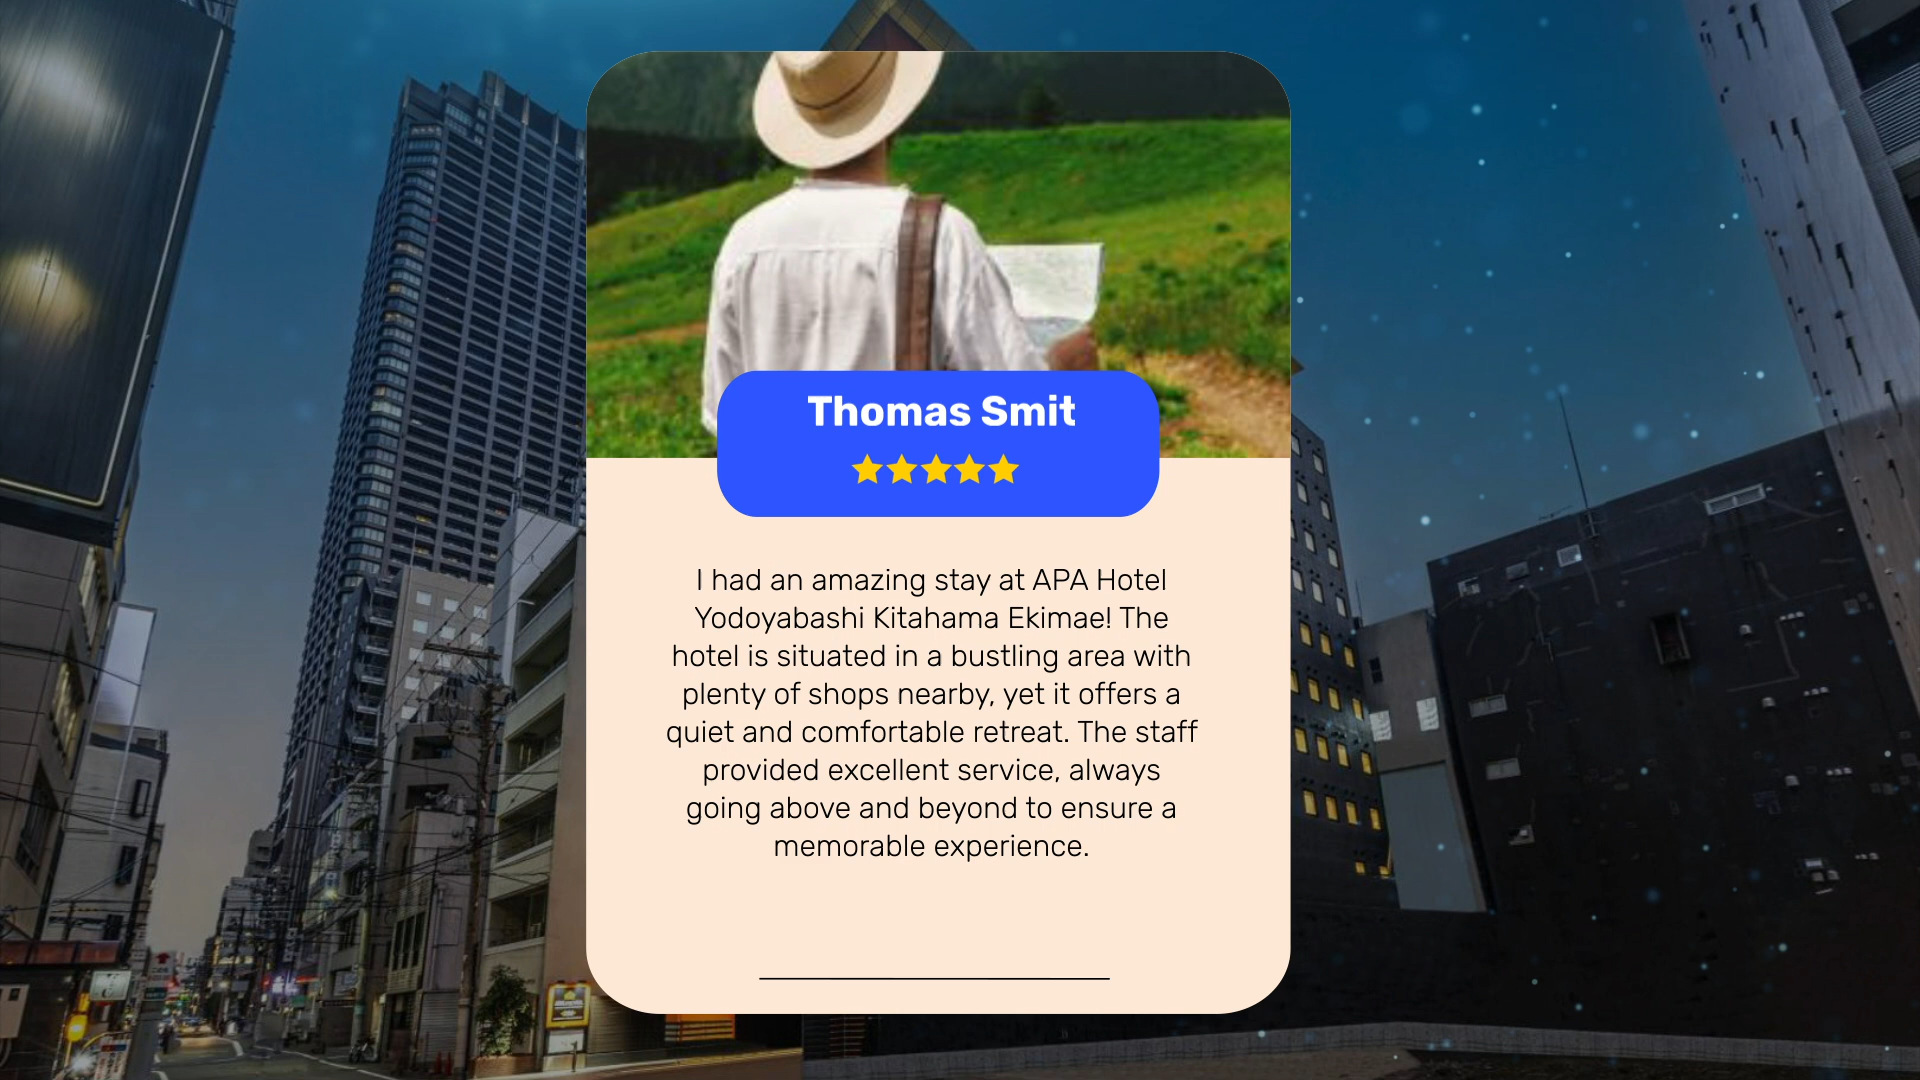 Thomas Smit
I had an amazing stay at APA Hotel
Yodoyabashi Kitahama Ekimae! The
hotel is situated in a bustling area with
plenty of shops nearby, yet it offers a
quiet and comfortable retreat. The staff
provided excellent service, always
going above and beyond to ensure a
memorable experience.